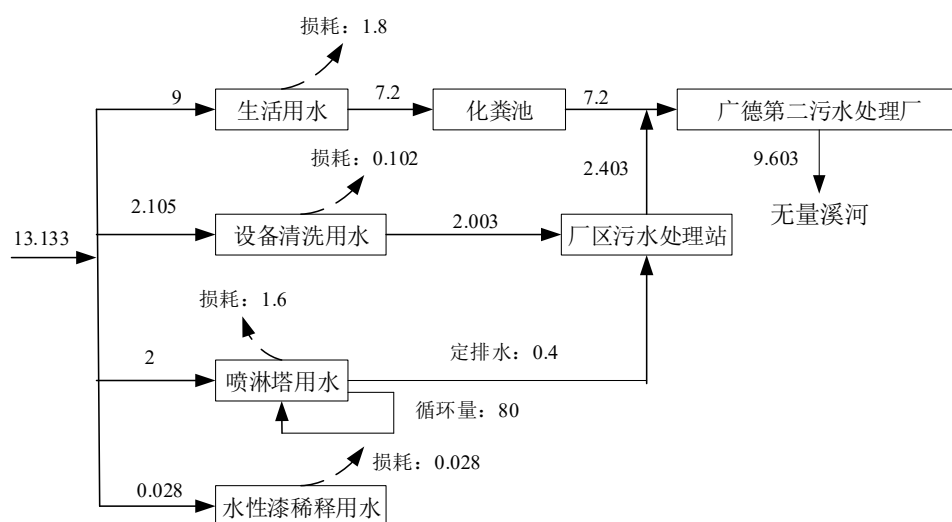 损耗：1.8
9
生活用水
7.2
化粪池
7.2
广德第二污水处理厂
损耗：0.102
2.403
9.603
2.105
无量溪河
13.133
设备清洗用水
2.003
厂区污水处理站
损耗：1.6
2
定排水：0.4
喷淋塔用水
循环量：80
损耗：0.028
0.028
水性漆稀释用水